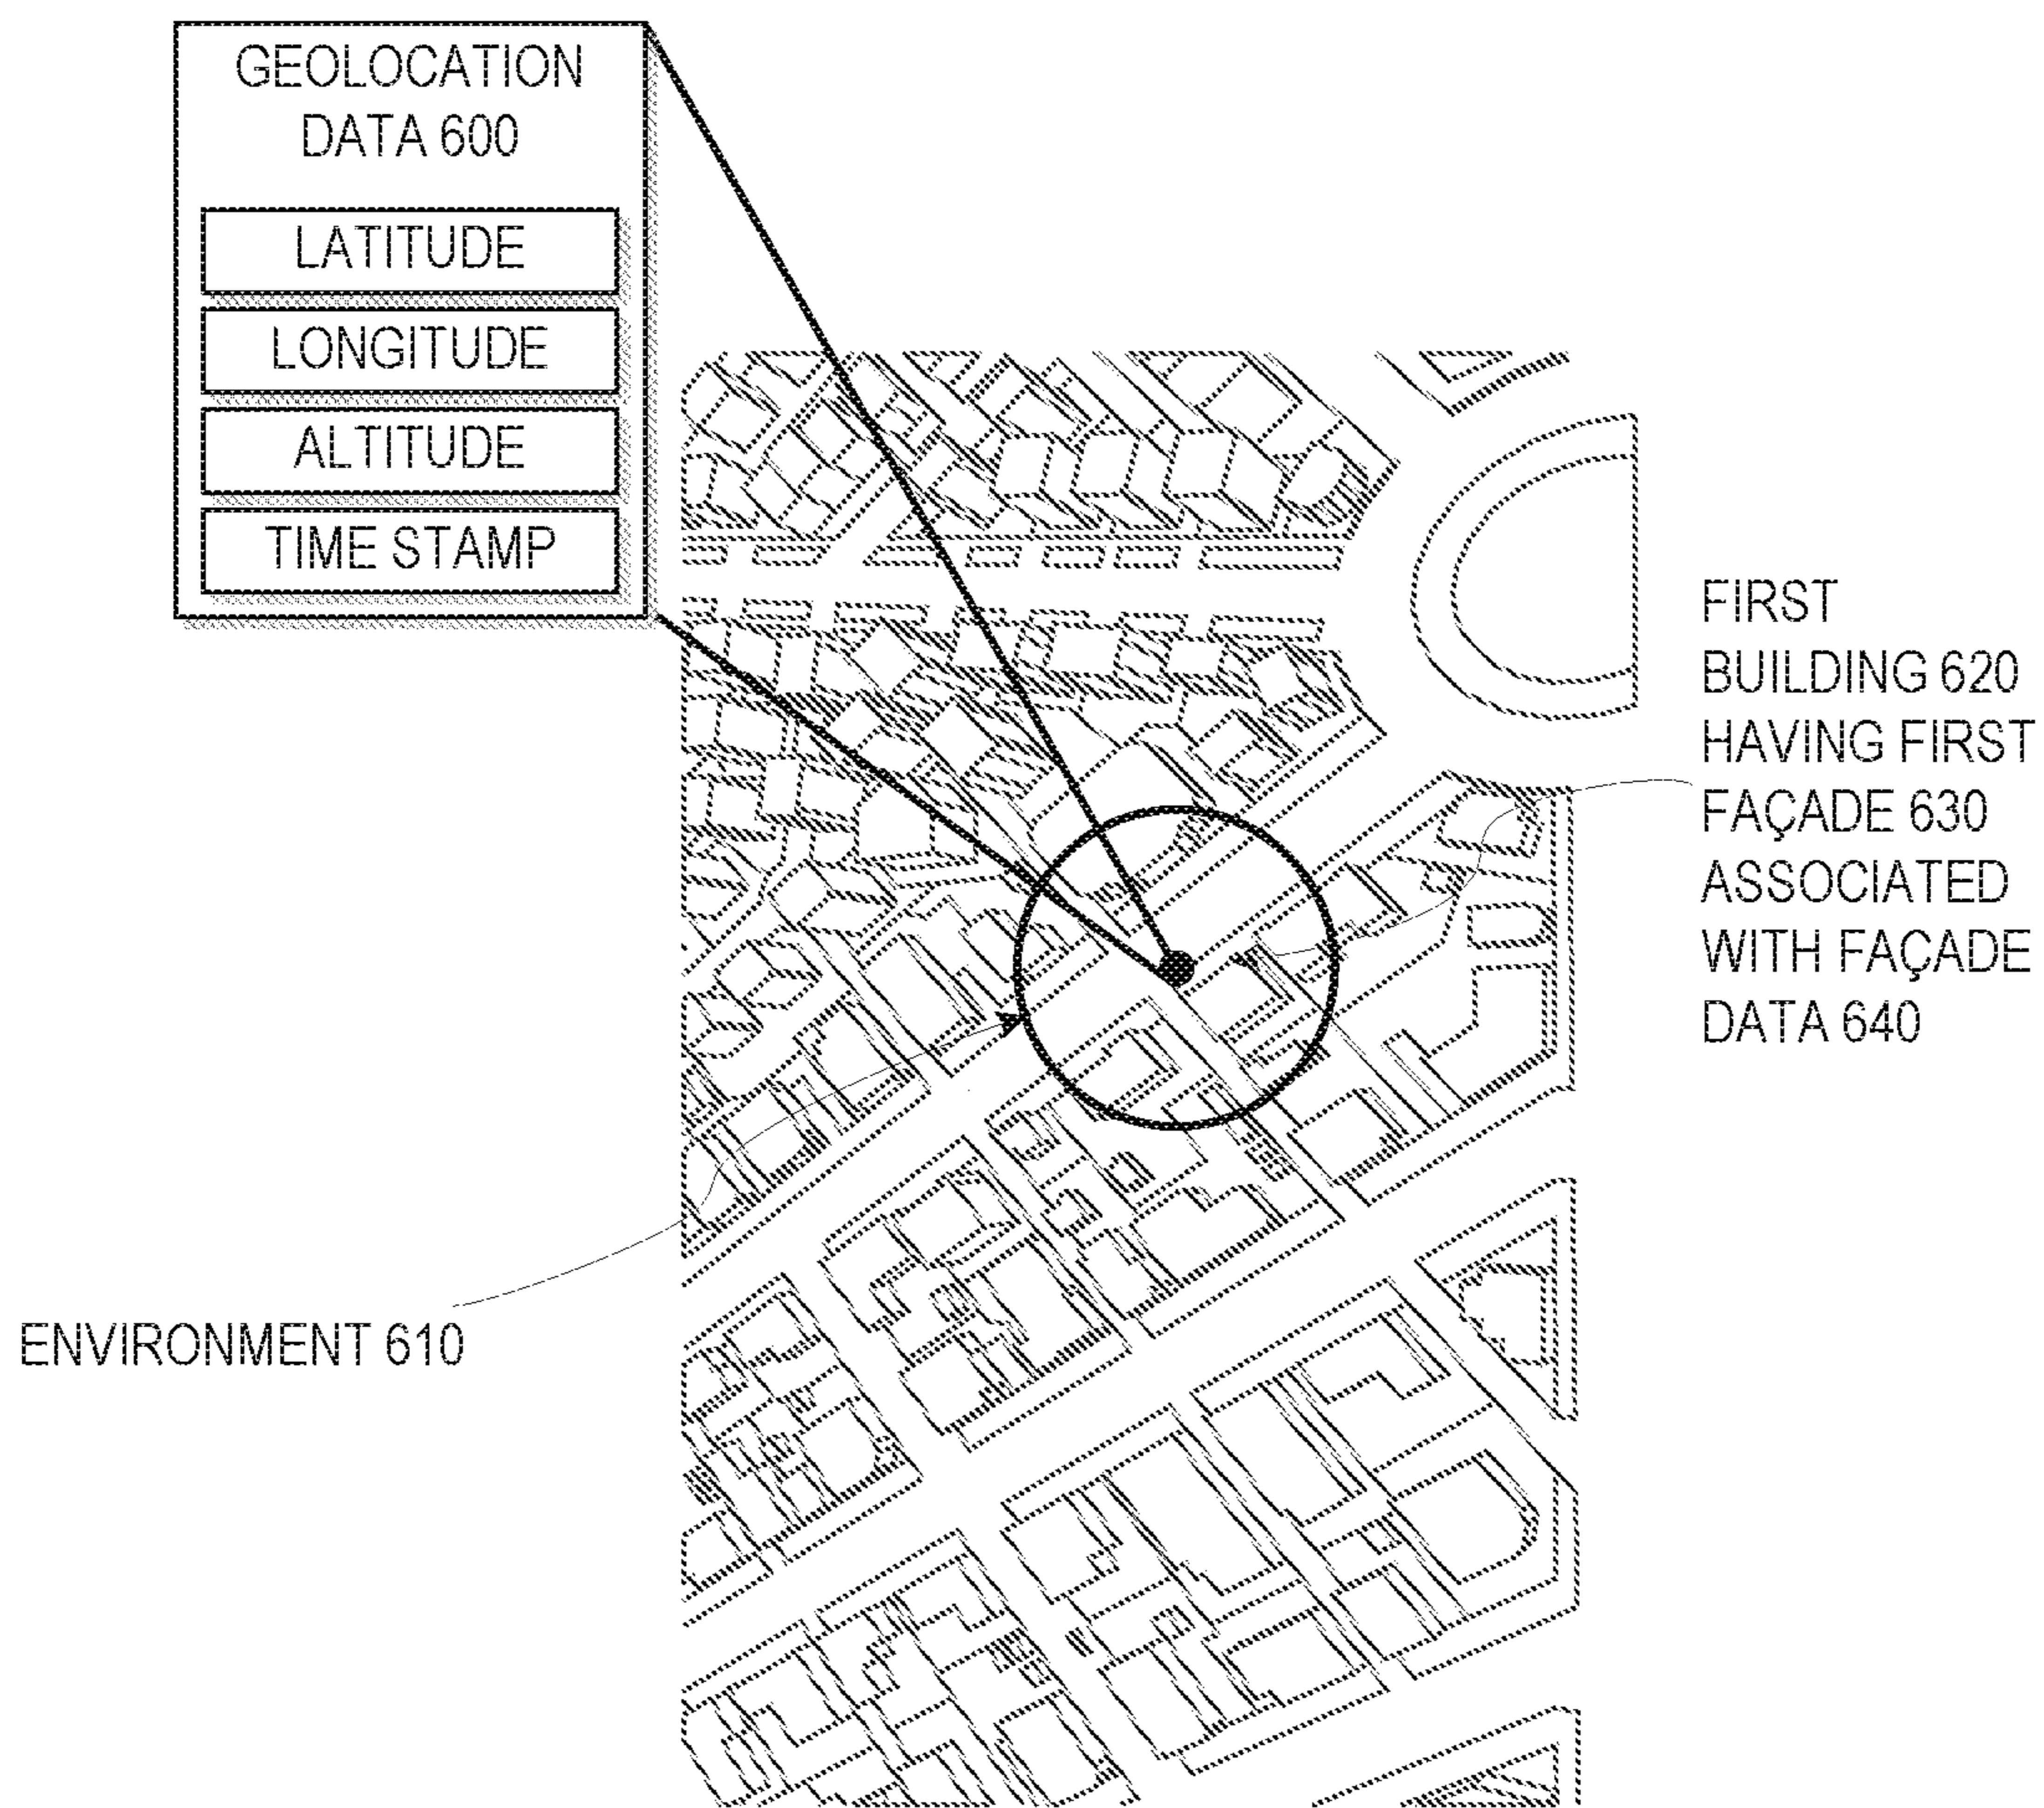 GEOLOCATION
DATA 600
LATITUDE
LONGITUDE
ALTITUDE
TIME STAMP
FIRST
BUILDING 620
HAVING FIRST
FAÇADE 630
ASSOCIATED
WITH FAÇADE
DATA 640
ENVIRONMENT 610